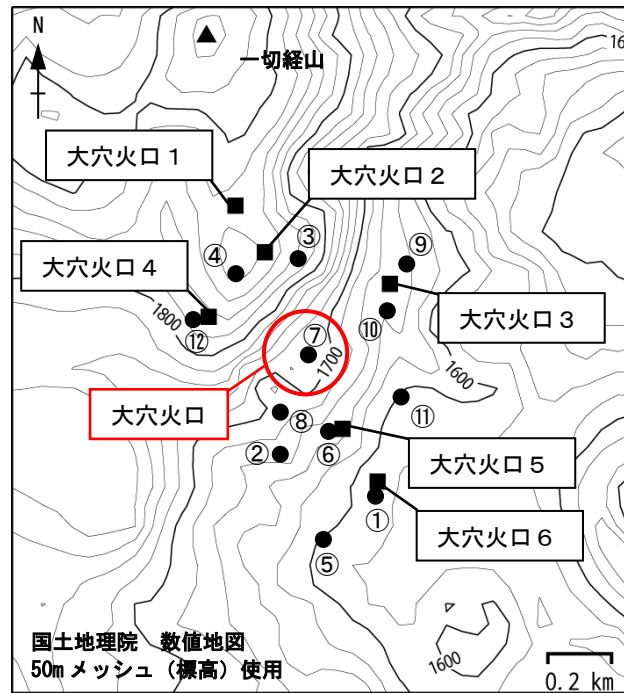 N
一切経山
16
大穴火口１
大穴火口２
③
⑨
④
大穴火口４
大穴火口３
1800
⑫
⑩
⑦
1700
1600
大穴火口
⑧
⑪
⑥
②
大穴火口５
①
大穴火口６
⑤
国土地理院　数値地図
50m メッシュ（標高）使用
1600
0.2 km